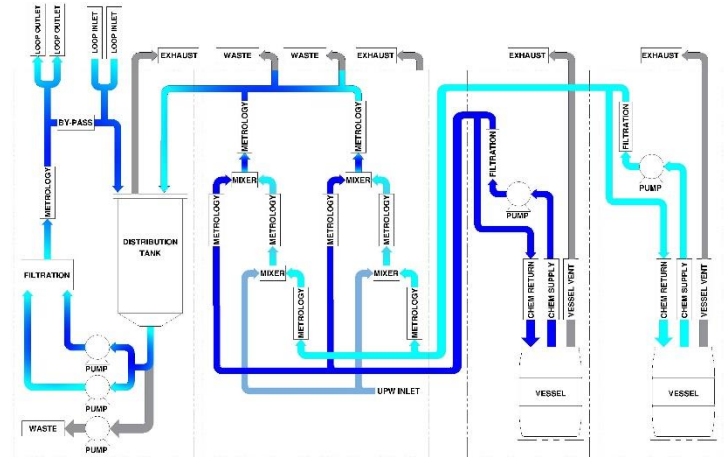 LOOP OUTLET
LOOP OUTLET
LOOP INLET
LOOP INLET
EXHAUST
WASTE
WASTE
EXHAUST
EXHAUST
EXHAUST
BY-PASS
METROLOGY
METROLOGY
FILTRATION
FILTRATION
METROLOGY
MIXER
MIXER
PUMP
PUMP
METROLOGY
METROLOGY
METROLOGY
METROLOGY
DISTRIBUTION
TANK
FILTRATION
MIXER
MIXER
METROLOGY
METROLOGY
CHEM RETURN
CHEM SUPPLY
VESSEL VENT
CHEM RETURN
CHEM SUPPLY
VESSEL VENT
PUMP
PUMP
UPW INLET
VESSEL
VESSEL
WASTE
PUMP